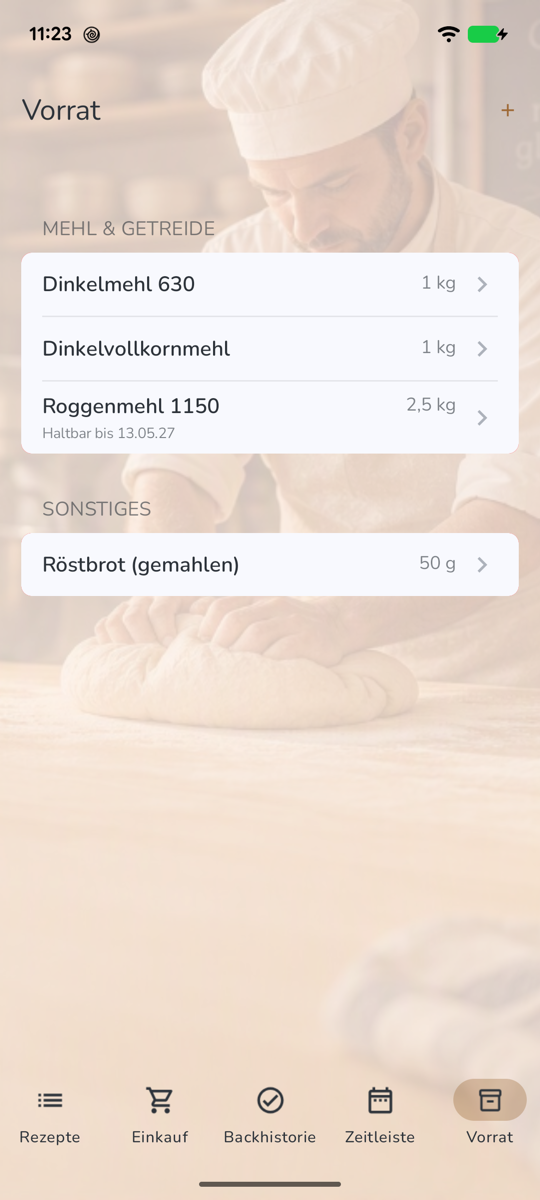 11:23
Vorrat
+
MEHL & GETREIDE
Dinkelmehl 630 1 kg
Dinkelvollkornmehl 1 kg
Roggenmehl 1150 2,5 kg
Haltbar bis 13.05.27
SONSTIGES
Röstbrot (gemahlen) 50 g
Rezepte Einkauf Backhistorie Zeitleiste Vorrat